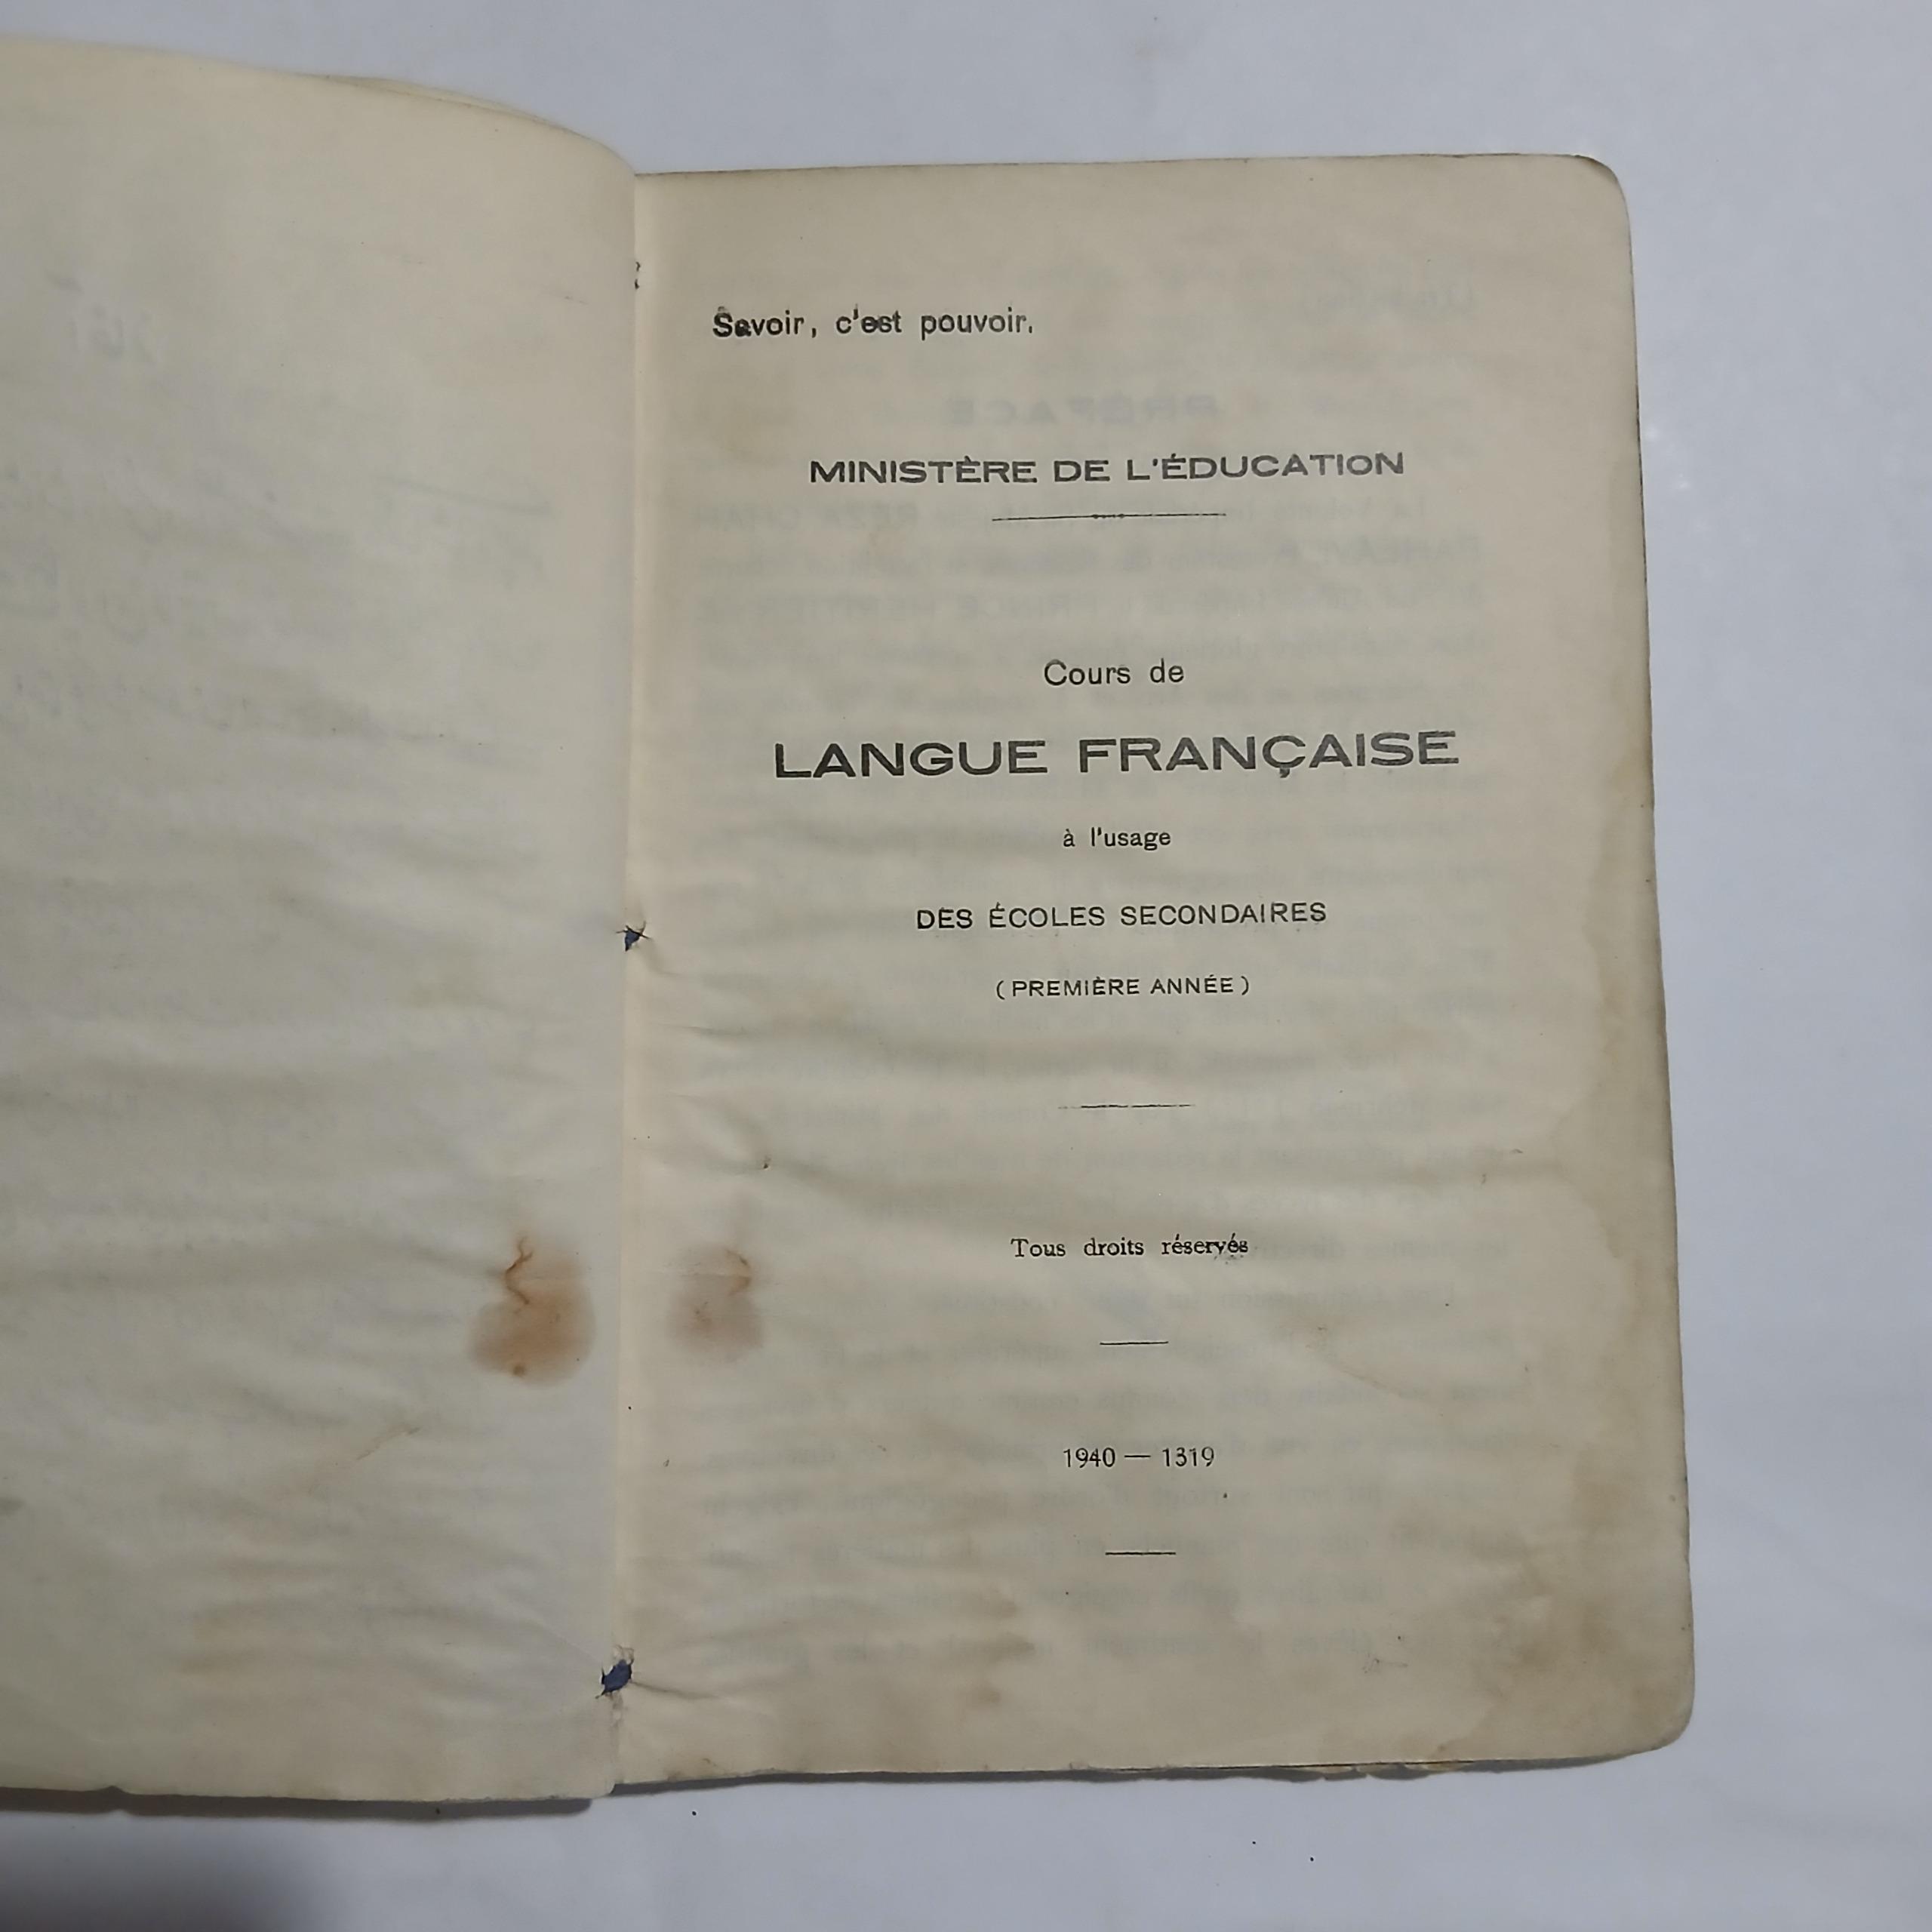 Savoir, c'est pouvoir.
MINISTÈRE DE L'ÉDUCATION
Cours de
LANGUE FRANÇAISE
à l'usage
DES ÉCOLES SECONDAIRES
(PREMIÈRE ANNÉE)
Tous droits réservés
1940 — 1319